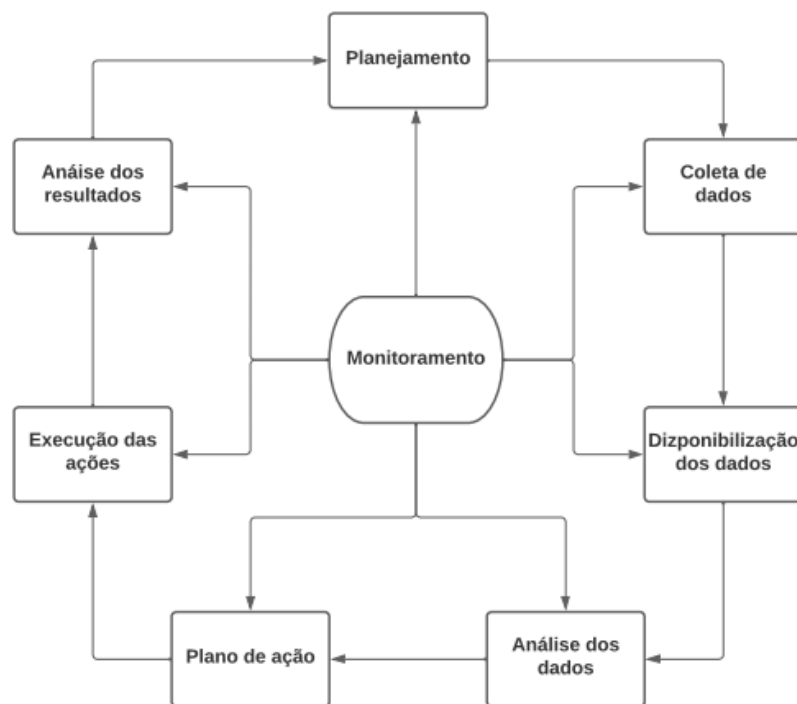 Planejamento
Anáise dos
resultados
Coleta de
dados
Monitoramento
Execução das
ações
Dizponibilização
dos dados
Plano de ação
Análise dos
dados